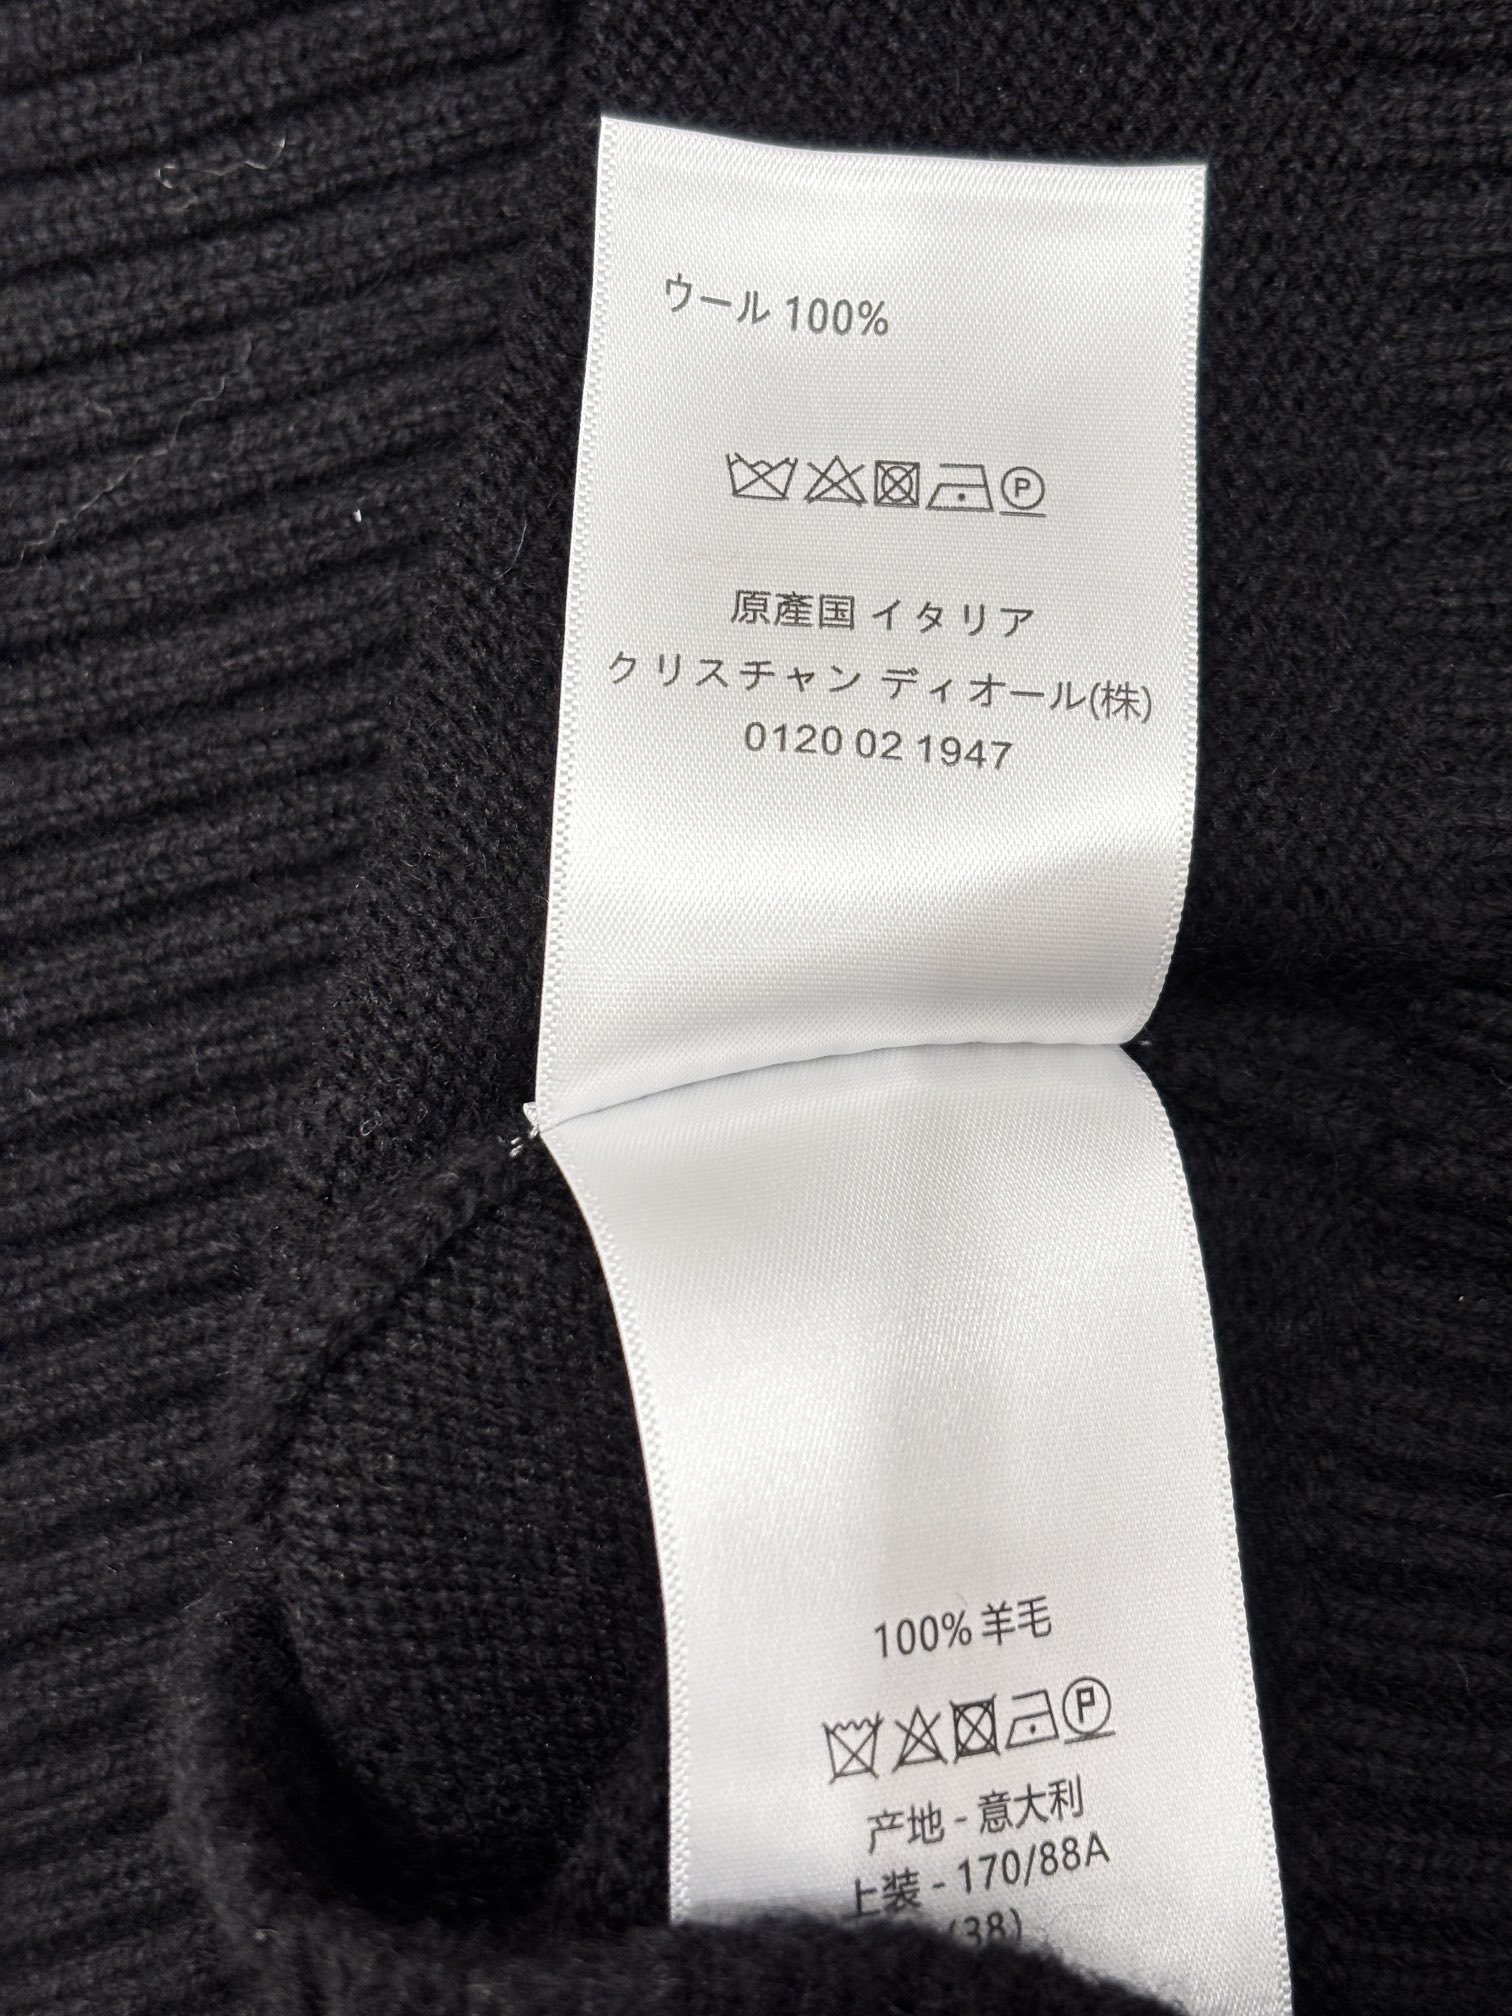 ウール 100%
P
原產国 イタリア
クリスチャン ディオール(株)
0120 02 1947
100% 羊毛
P
产地 - 意大利
上装 - 170/88A
(38)